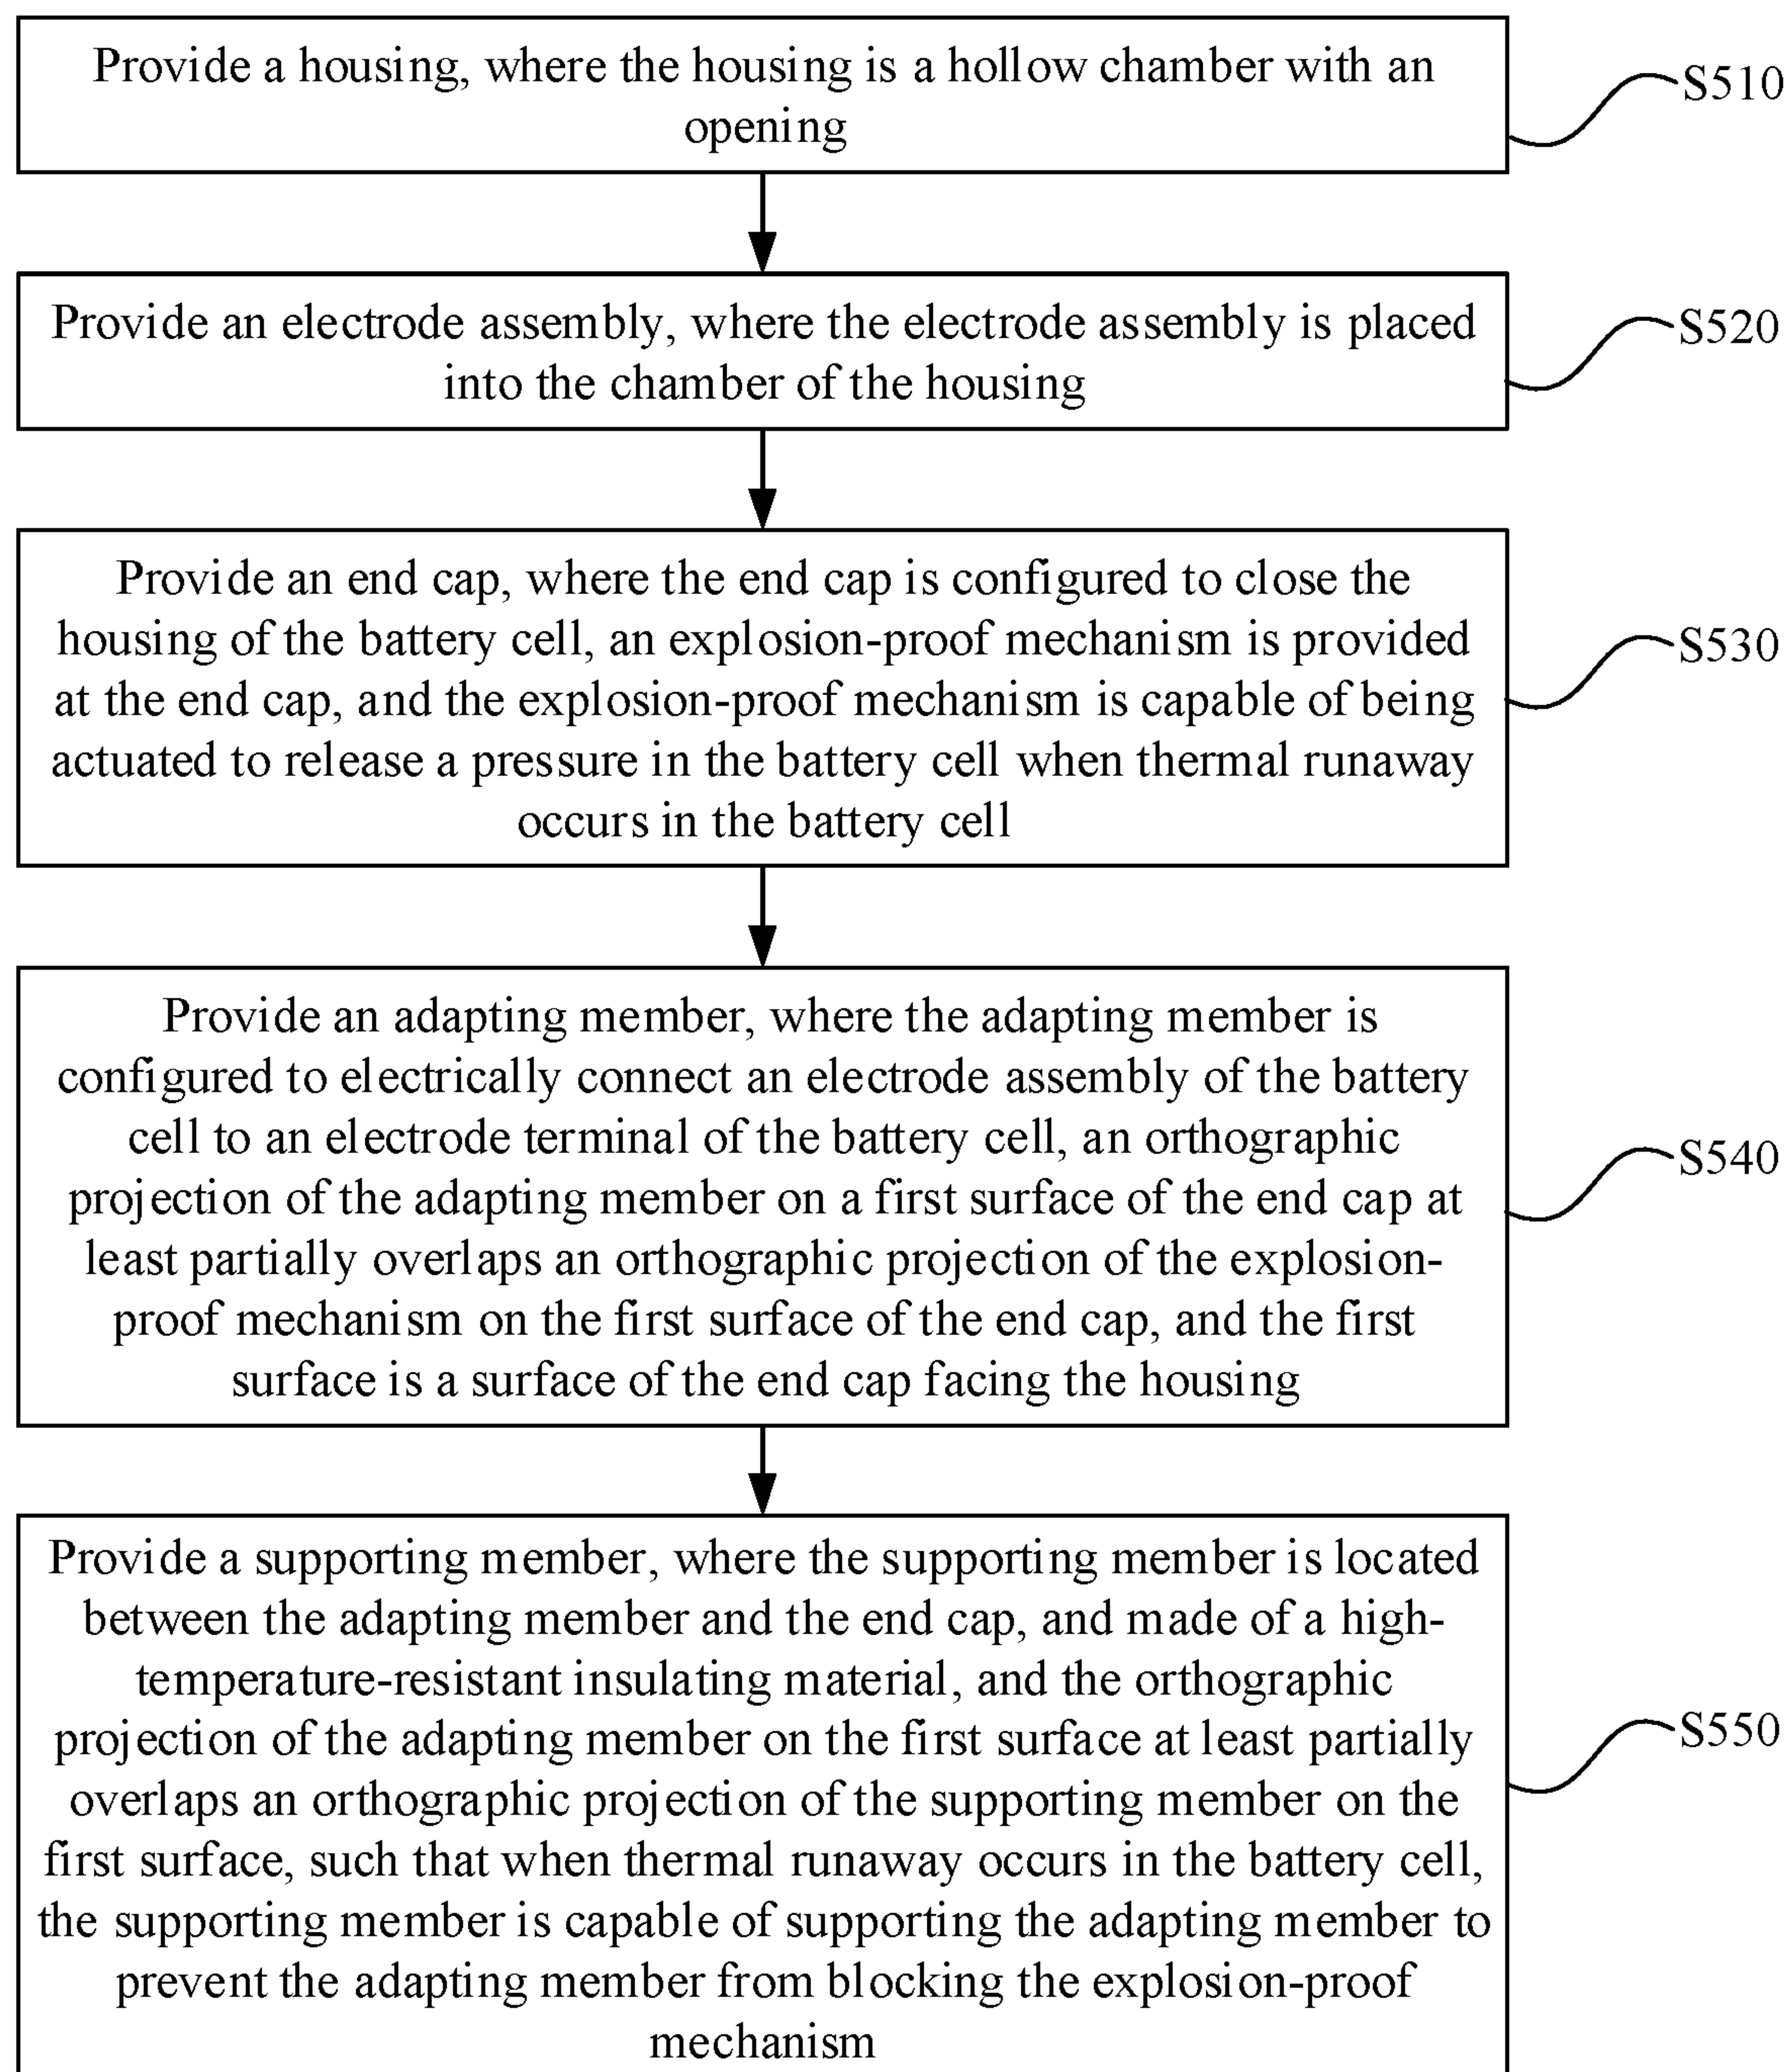 Provide a housing, where the housing is a hollow chamber with an
opening
S510
Provide an electrode assembly, where the electrode assembly is placed
into the chamber of the housing
S520
Provide an end cap, where the end cap is configured to close the
housing of the battery cell, an explosion-proof mechanism is provided
at the end cap, and the explosion-proof mechanism is capable of being
actuated to release a pressure in the battery cell when thermal runaway
occurs in the battery cell
S530
Provide an adapting member, where the adapting member is
configured to electrically connect an electrode assembly of the battery
cell to an electrode terminal of the battery cell, an orthographic
projection of the adapting member on a first surface of the end cap at
least partially overlaps an orthographic projection of the explosion-
proof mechanism on the first surface of the end cap, and the first
surface is a surface of the end cap facing the housing
S540
Provide a supporting member, where the supporting member is located
between the adapting member and the end cap, and made of a high-
temperature-resistant insulating material, and the orthographic
projection of the adapting member on the first surface at least partially
overlaps an orthographic projection of the supporting member on the
first surface, such that when thermal runaway occurs in the battery cell,
the supporting member is capable of supporting the adapting member to
prevent the adapting member from blocking the explosion-proof
mechanism
S550